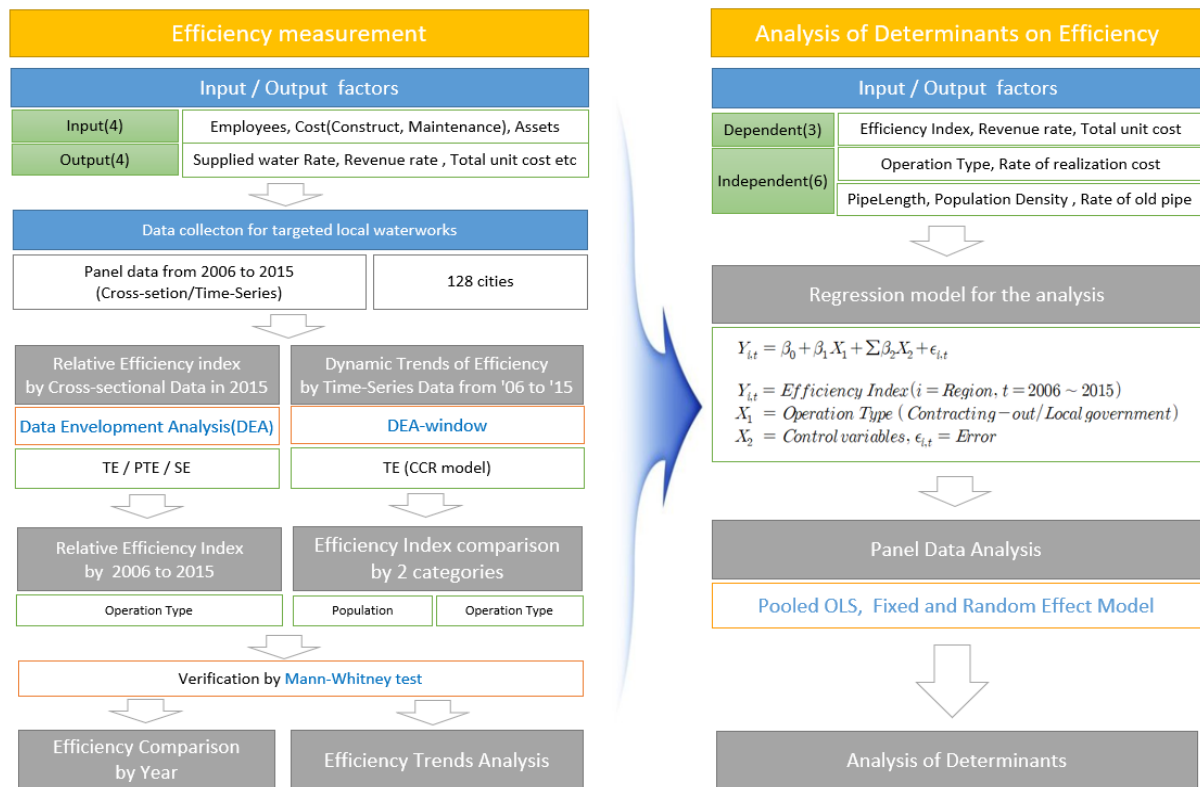 Efficiency measurement
Input / Output factors
Input(4)
Employees, Cost(Construct, Maintenance), Assets
Output(4)
Supplied water Rate, Revenue rate , Total unit cost etc
Data collecton for targeted local waterworks
Panel data from 2006 to 2015
(Cross-setion/Time-Series)
128 cities
Relative Efficiency index
by Cross-sectional Data in 2015
Dynamic Trends of Efficiency
by Time-Series Data from '06 to '15
Data Envelopment Analysis(DEA)
DEA-window
TE / PTE / SE
TE (CCR model)
Relative Efficiency Index
by 2006 to 2015
Efficiency Index comparison
by 2 categories
Operation Type
Population
Operation Type
Verification by Mann-Whitney test
Efficiency Comparison
by Year
Efficiency Trends Analysis
Analysis of Determinants on Efficiency
Input / Output factors
Dependent(3)
Efficiency Index, Revenue rate, Total unit cost
Independent(6)
Operation Type, Rate of realization cost
PipeLength, Population Density , Rate of old pipe
Regression model for the analysis
Y_{i,t} = β_0 + β_1 X_1 + Σβ_2 X_2 + ϵ_{i,t}
Y_{i,t} = Efficiency Index(i = Region, t = 2006 ~ 2015)
X_1 = Operation Type (Contracting−out/Local government)
X_2 = Control variables, ϵ_{i,t} = Error
Panel Data Analysis
Pooled OLS, Fixed and Random Effect Model
Analysis of Determinants